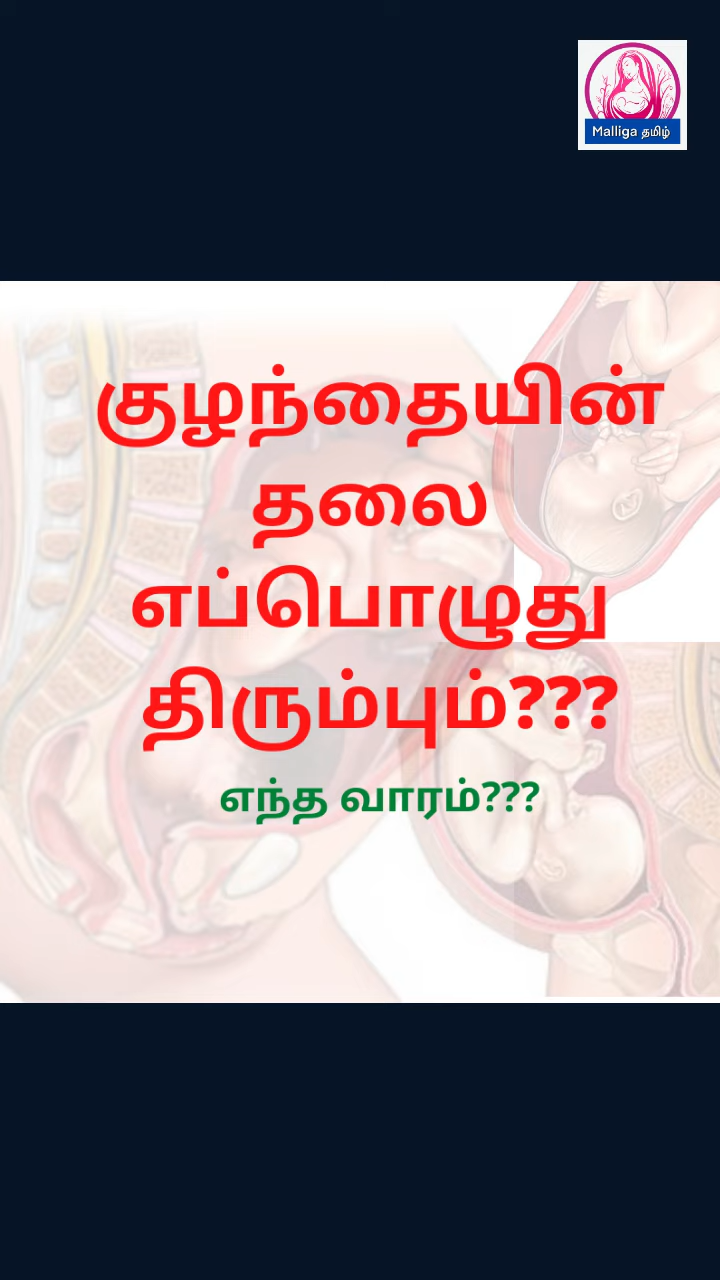 Malliga தமிழ்
குழந்தையின்
தலை
எப்பொழுது
திரும்பும்???
எந்த வாரம்???